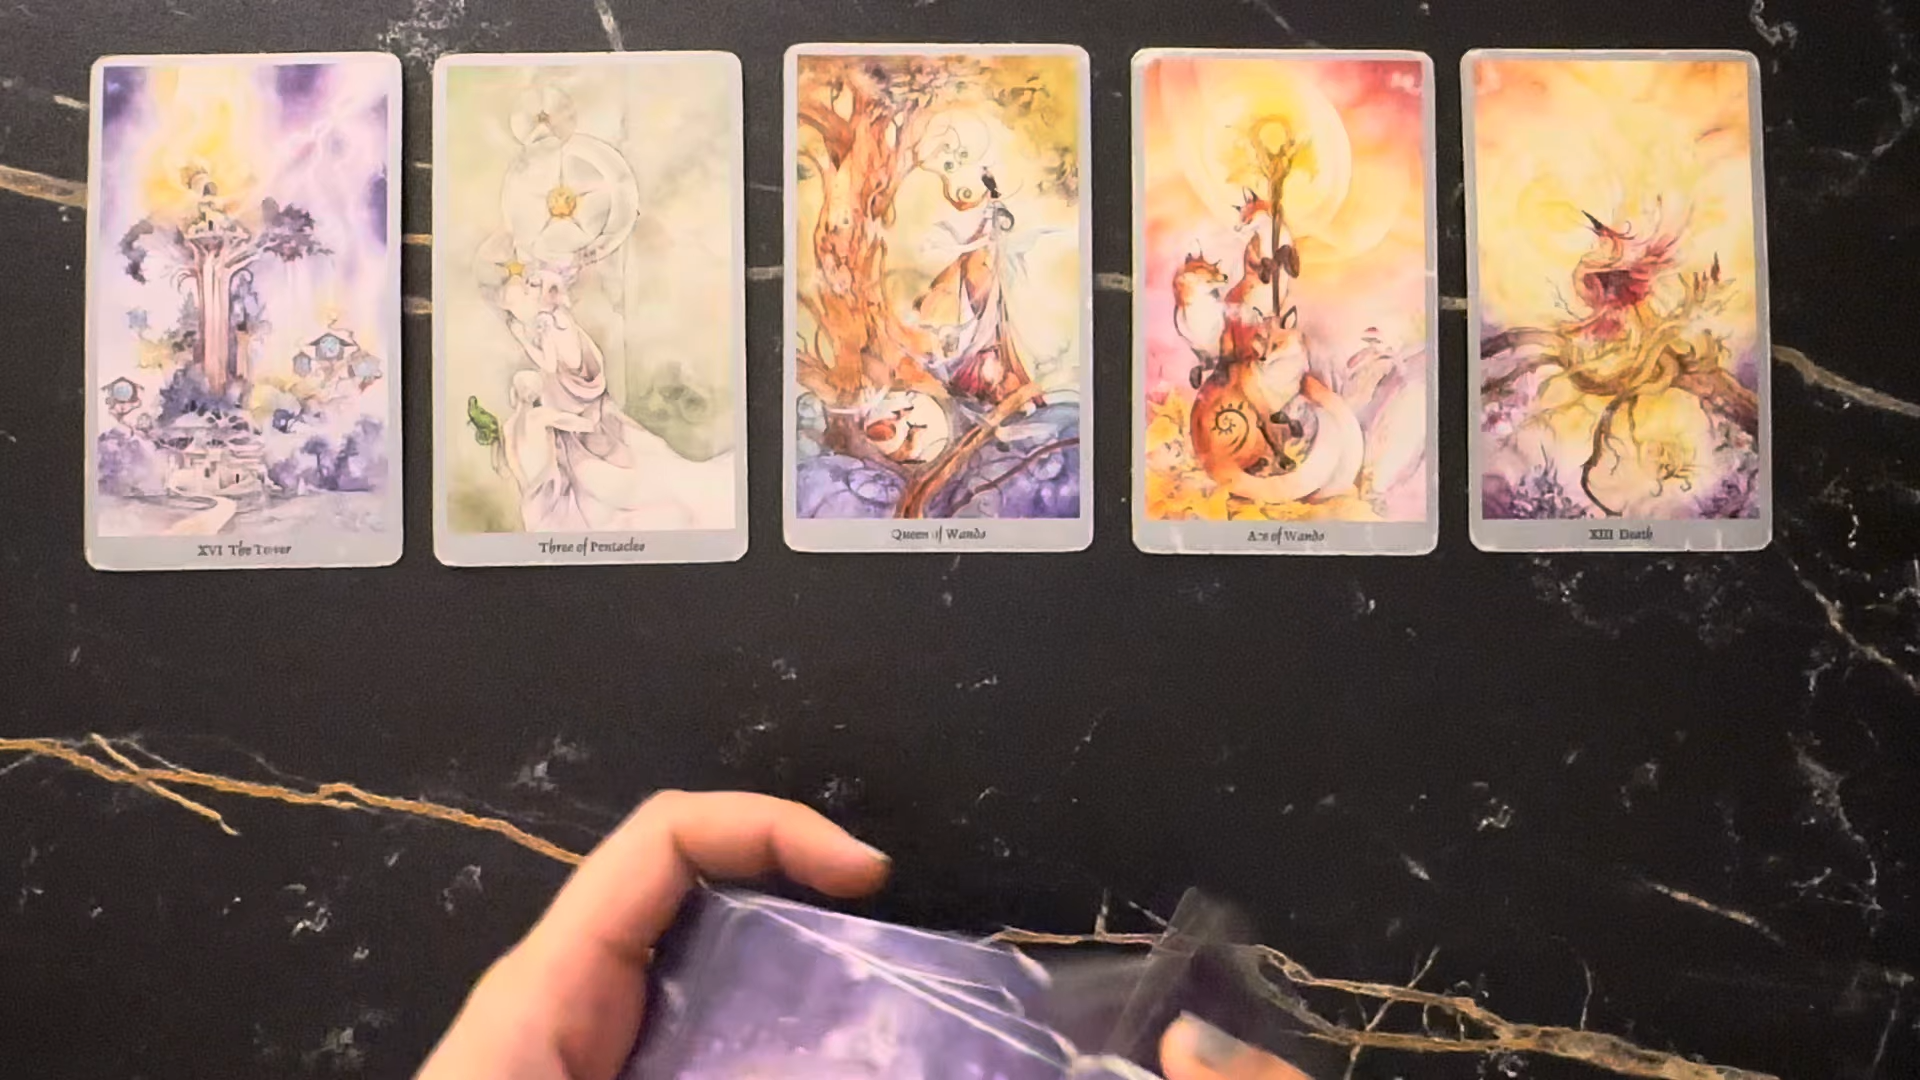 XVI The Tower
Three of Pentacles
Queen of Wands
Ace of Wands
XIII Death